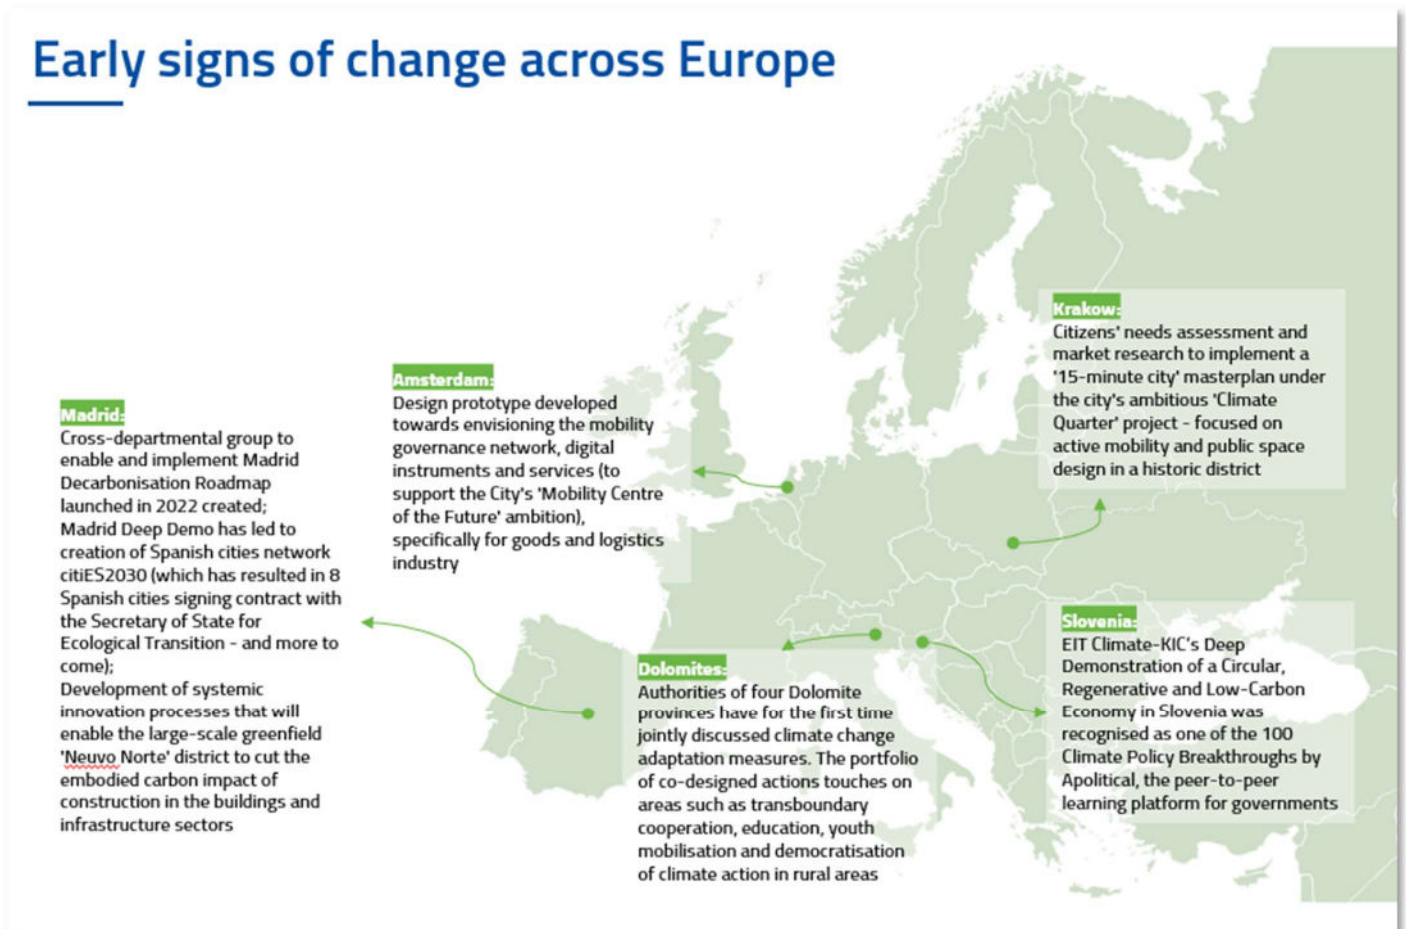 Early signs of change across Europe
Madrid:
Cross-departmental group to
enable and implement Madrid
Decarbonisation Roadmap
launched in 2022 created;
Madrid Deep Demo has led to
creation of Spanish cities network
citiES2030 (which has resulted in 8
Spanish cities signing contract with
the Secretary of State for
Ecological Transition - and more to
come);
Development of systemic
innovation processes that will
enable the large-scale greenfield
'Neuvo Norte' district to cut the
embodied carbon impact of
construction in the buildings and
infrastructure sectors
Amsterdam:
Design prototype developed
towards envisioning the mobility
governance network, digital
instruments and services (to
support the City's 'Mobility Centre
of the Future' ambition),
specifically for goods and logistics
industry
Dolomites:
Authorities of four Dolomite
provinces have for the first time
jointly discussed climate change
adaptation measures. The portfolio
of co-designed actions touches on
areas such as transboundary
cooperation, education, youth
mobilisation and democratisation
of climate action in rural areas
Krakow:
Citizens' needs assessment and
market research to implement a
'15-minute city' masterplan under
the city's ambitious 'Climate
Quarter' project - focused on
active mobility and public space
design in a historic district
Slovenia:
EIT Climate-KIC's Deep
Demonstration of a Circular,
Regenerative and Low-Carbon
Economy in Slovenia was
recognised as one of the 100
Climate Policy Breakthroughs by
Apolitical, the peer-to-peer
learning platform for governments